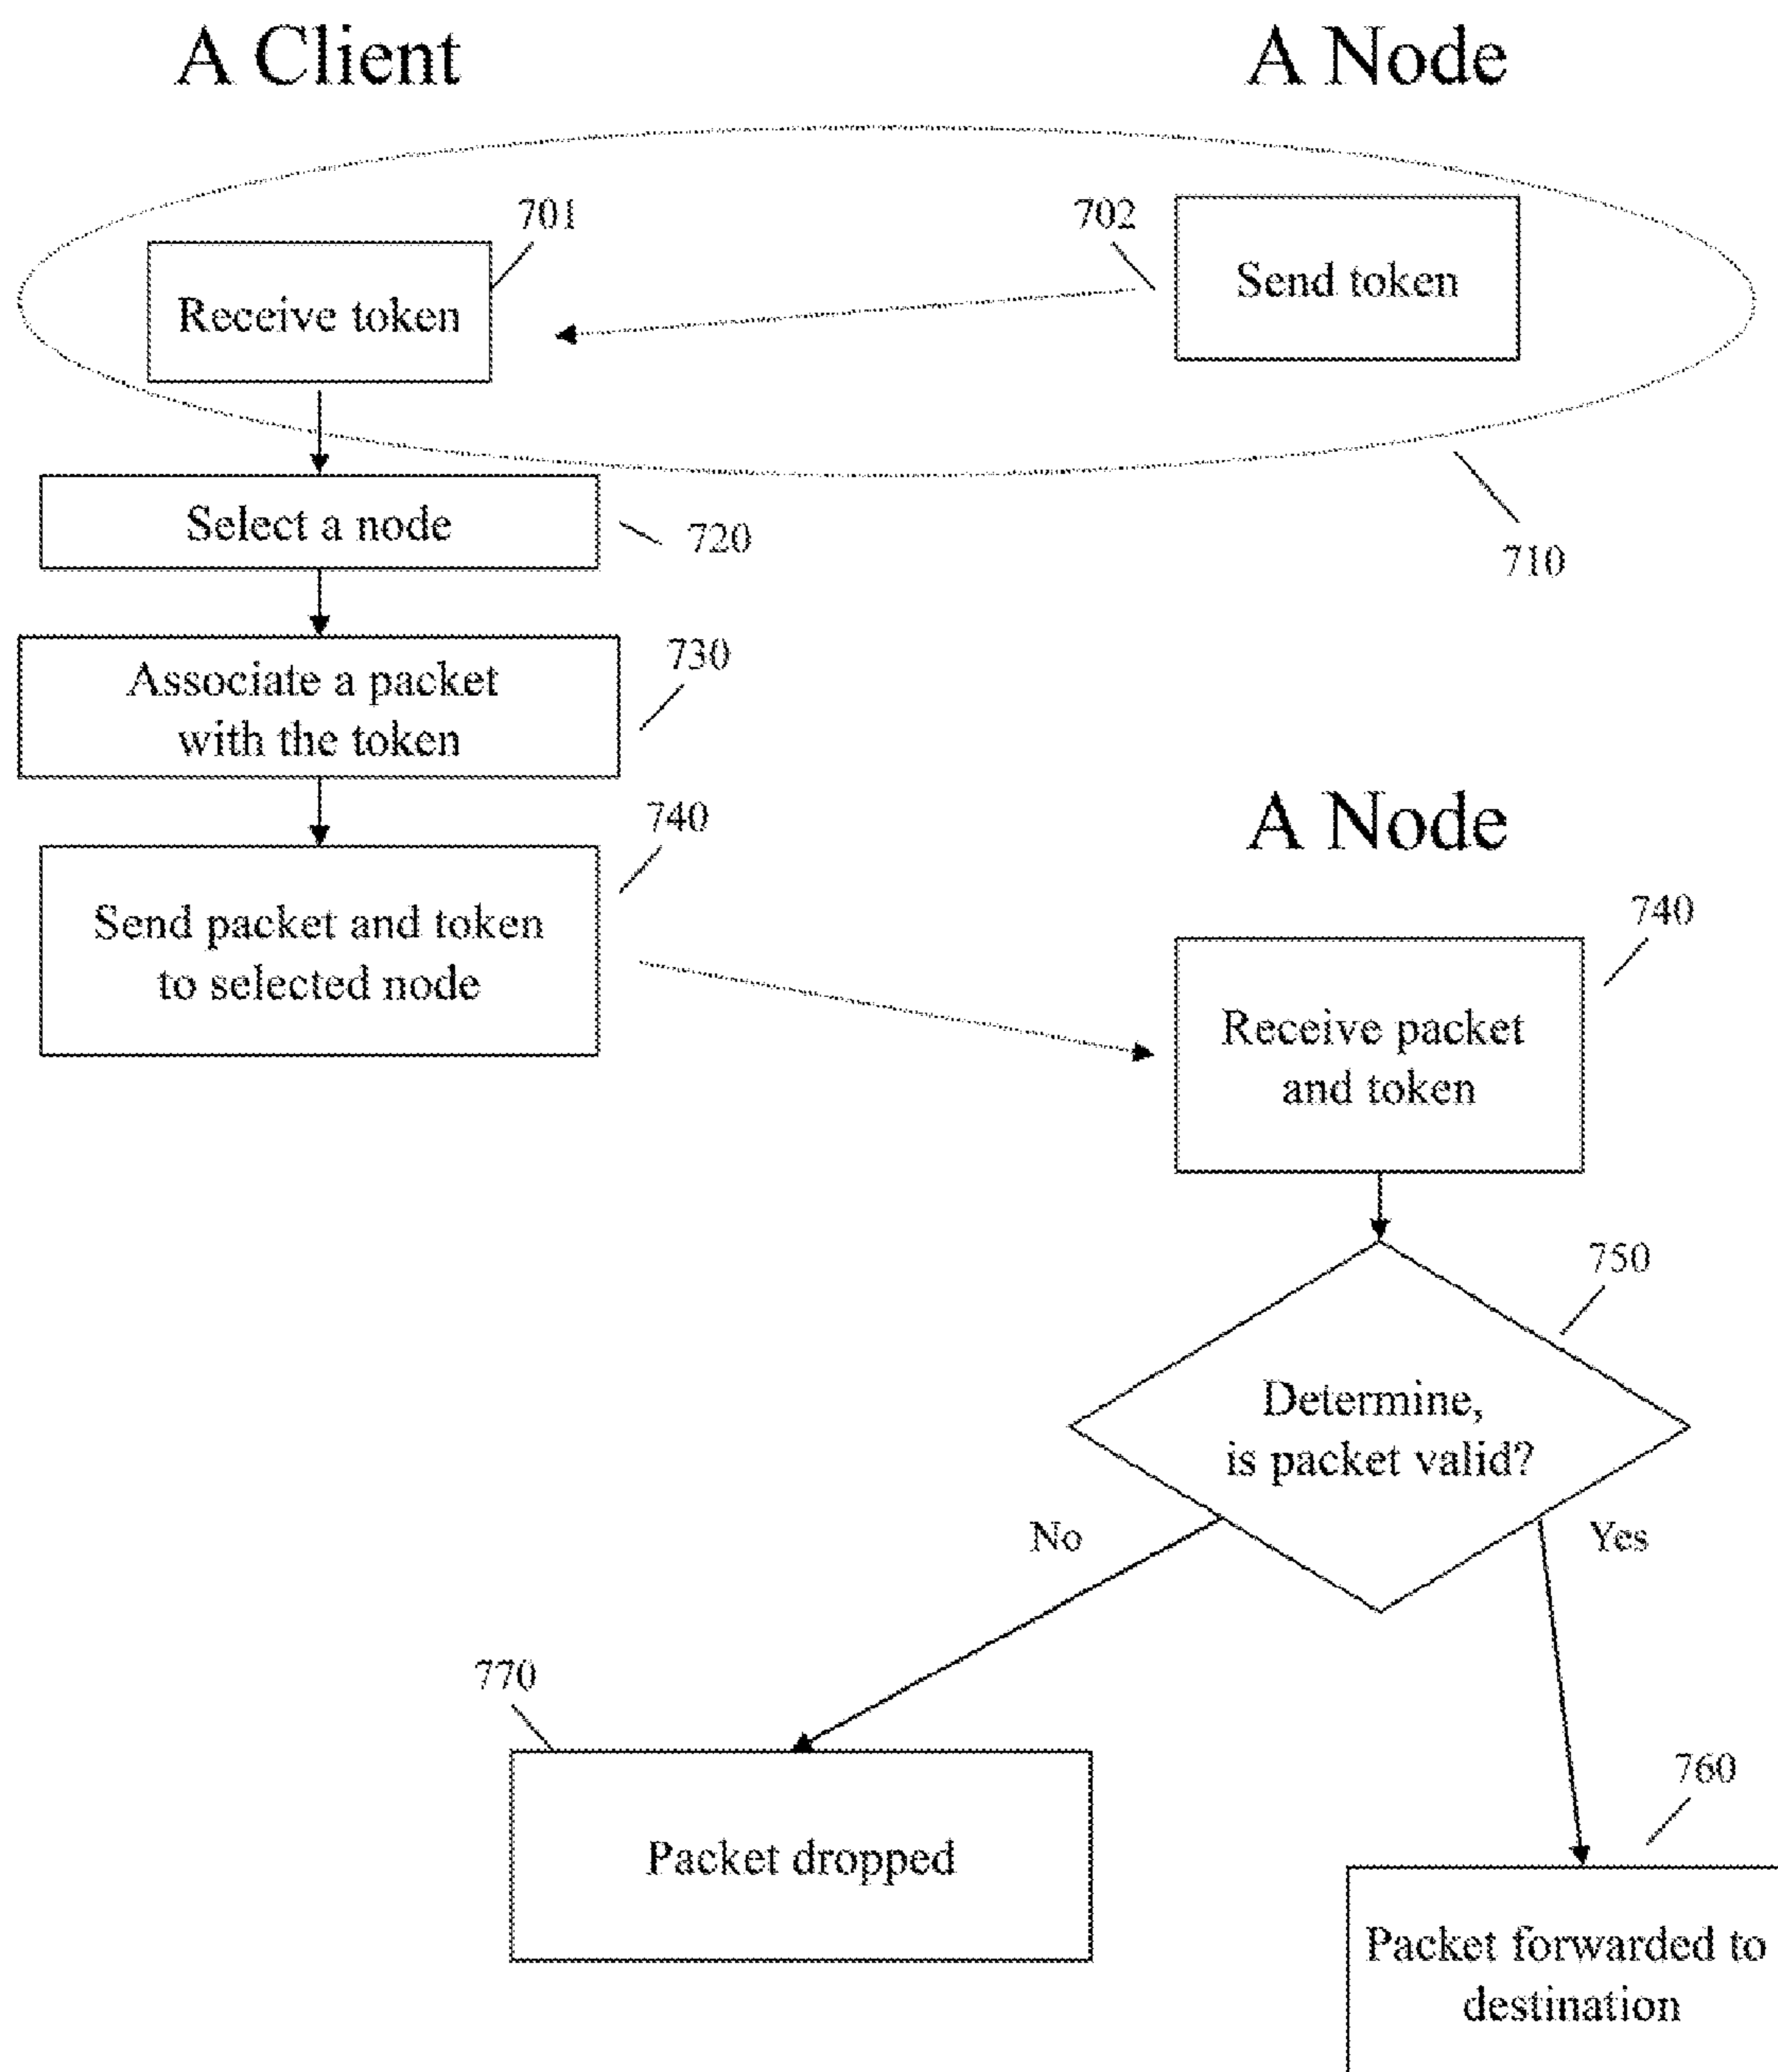 A Client
A Node
701
702
Receive token
Send token
Select a node
720
710
Associate a packet
with the token
730
740
Send packet and token
to selected node
A Node
740
Receive packet
and token
750
Determine,
is packet valid?
No
Yes
770
Packet dropped
760
Packet forwarded to
destination